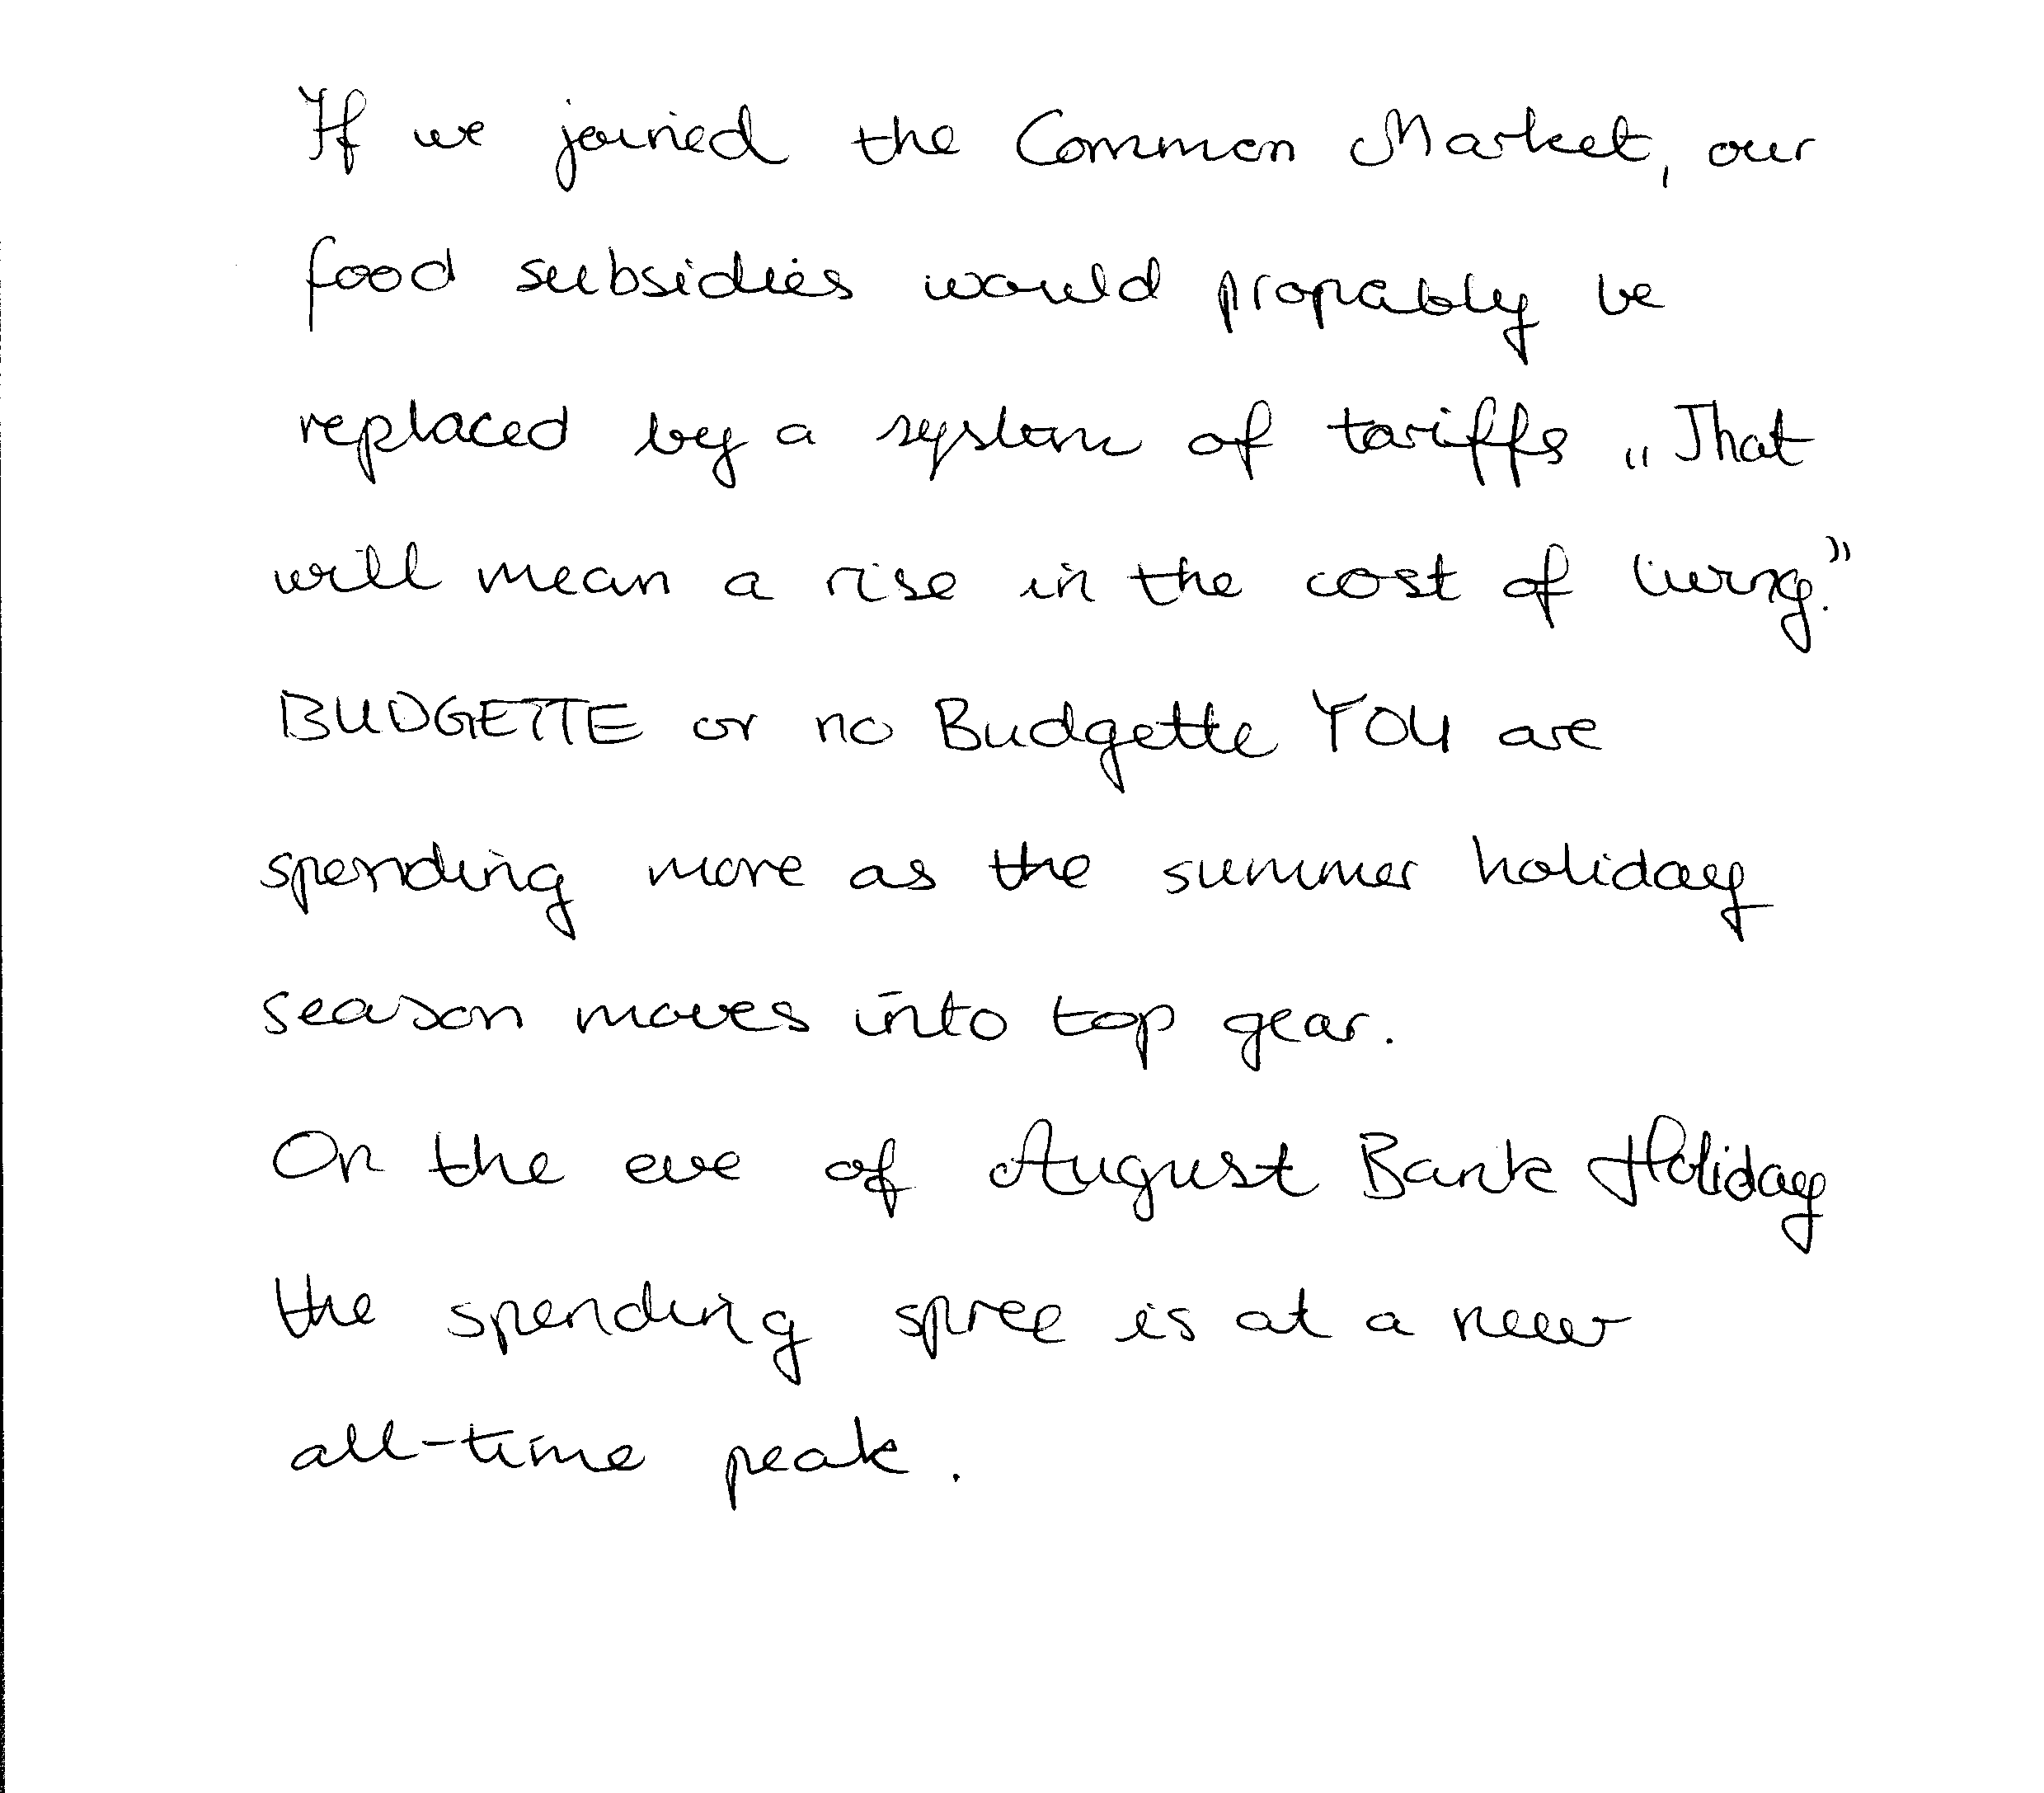 If we joined the Common Market, our
food subsidies would propably be
replaced by a system of tariffs „That
will mean a rise in the cost of living.”
BUDGETTE or no Budgette YOU are
spending more as the summer holiday
season moves into top gear.
On the eve of August Bank Holiday
the spending spree is at a new
all-time peak.